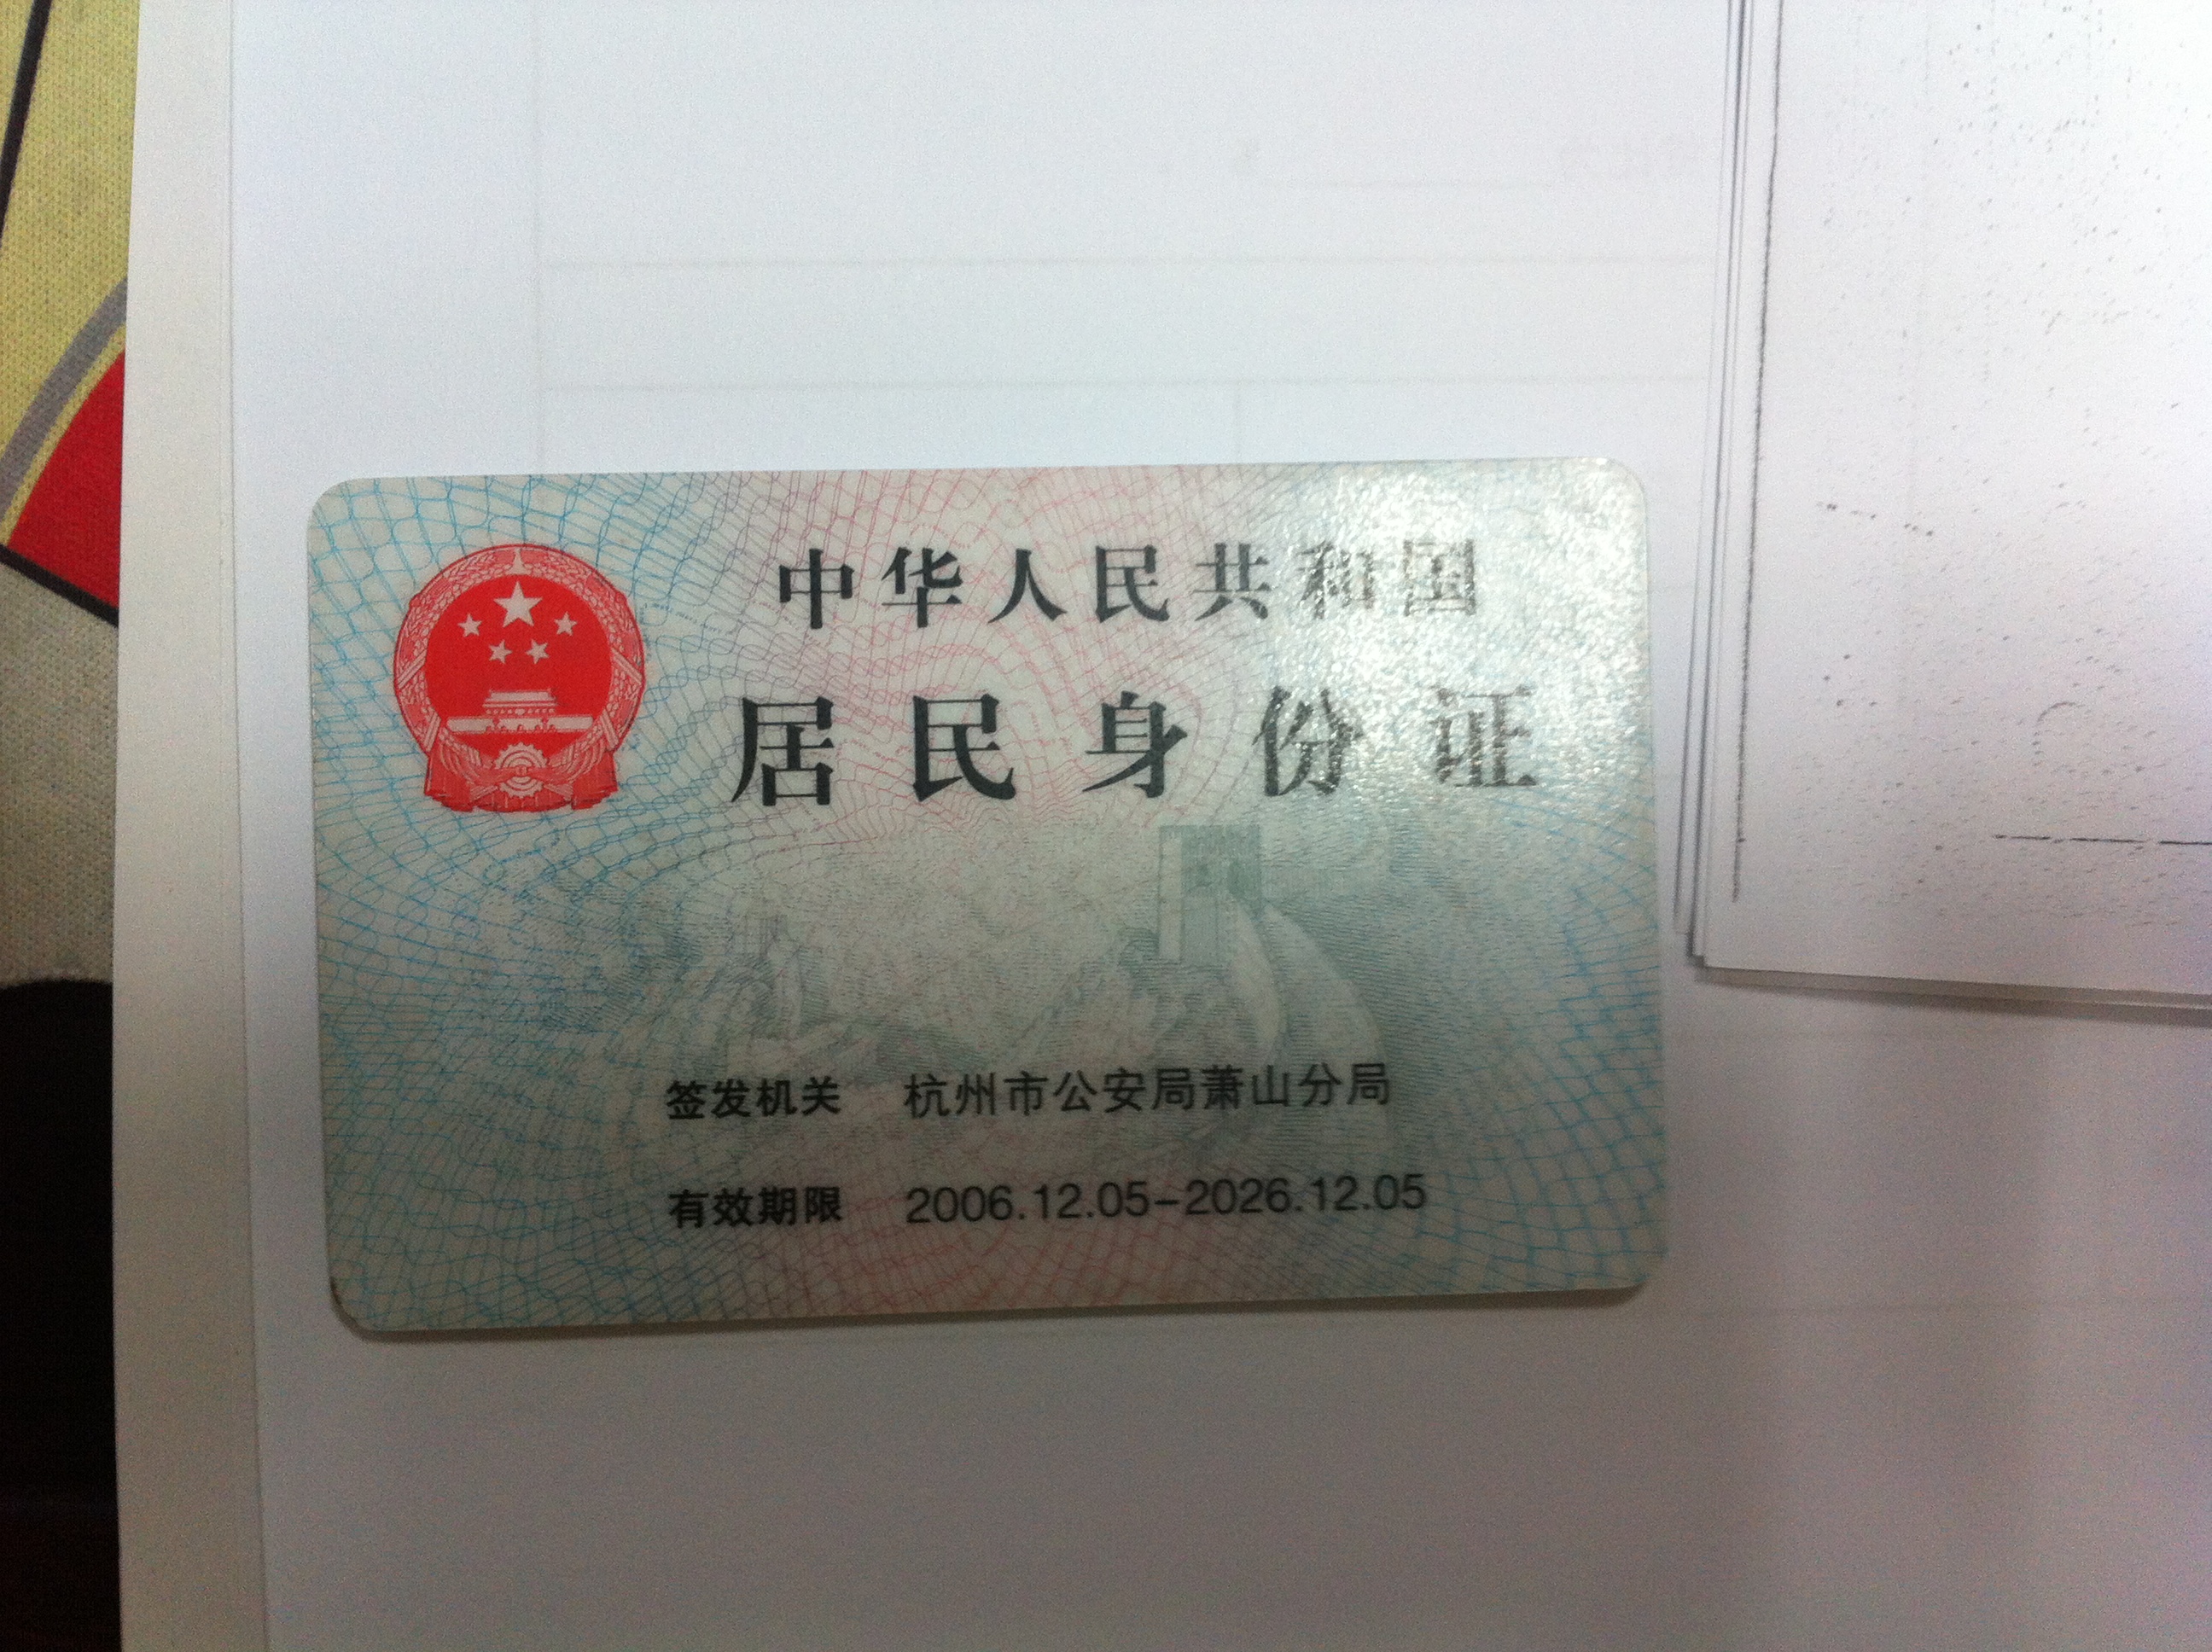 中华人民共和国
居民身份证
签发机关 杭州市公安局萧山分局
有效期限 2006.12.05-2026.12.05